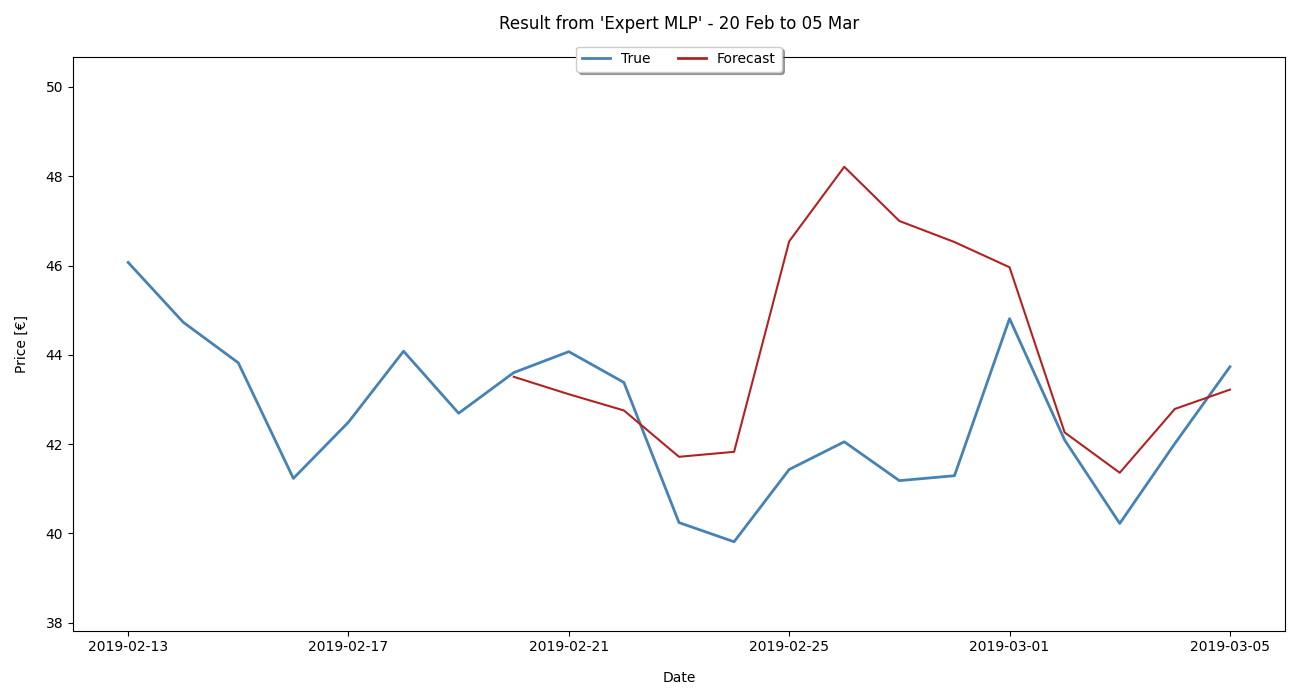 Result from 'Expert MLP' - 20 Feb to 05 Mar
True Forecast
50
48
46
44
42
40
38
Price [€]
2019-02-13 2019-02-17 2019-02-21 2019-02-25 2019-03-01 2019-03-05
Date